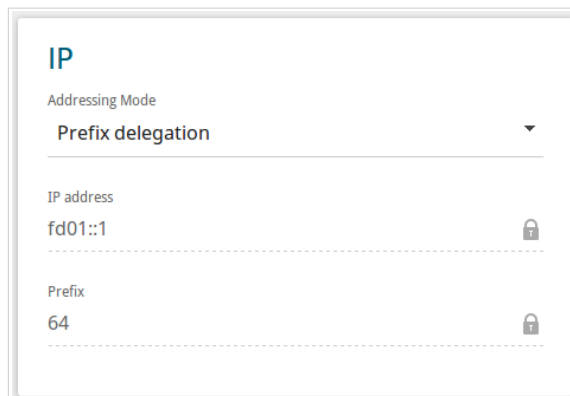 IP
Addressing Mode
Prefix delegation
IP address
fd01::1
Prefix
64